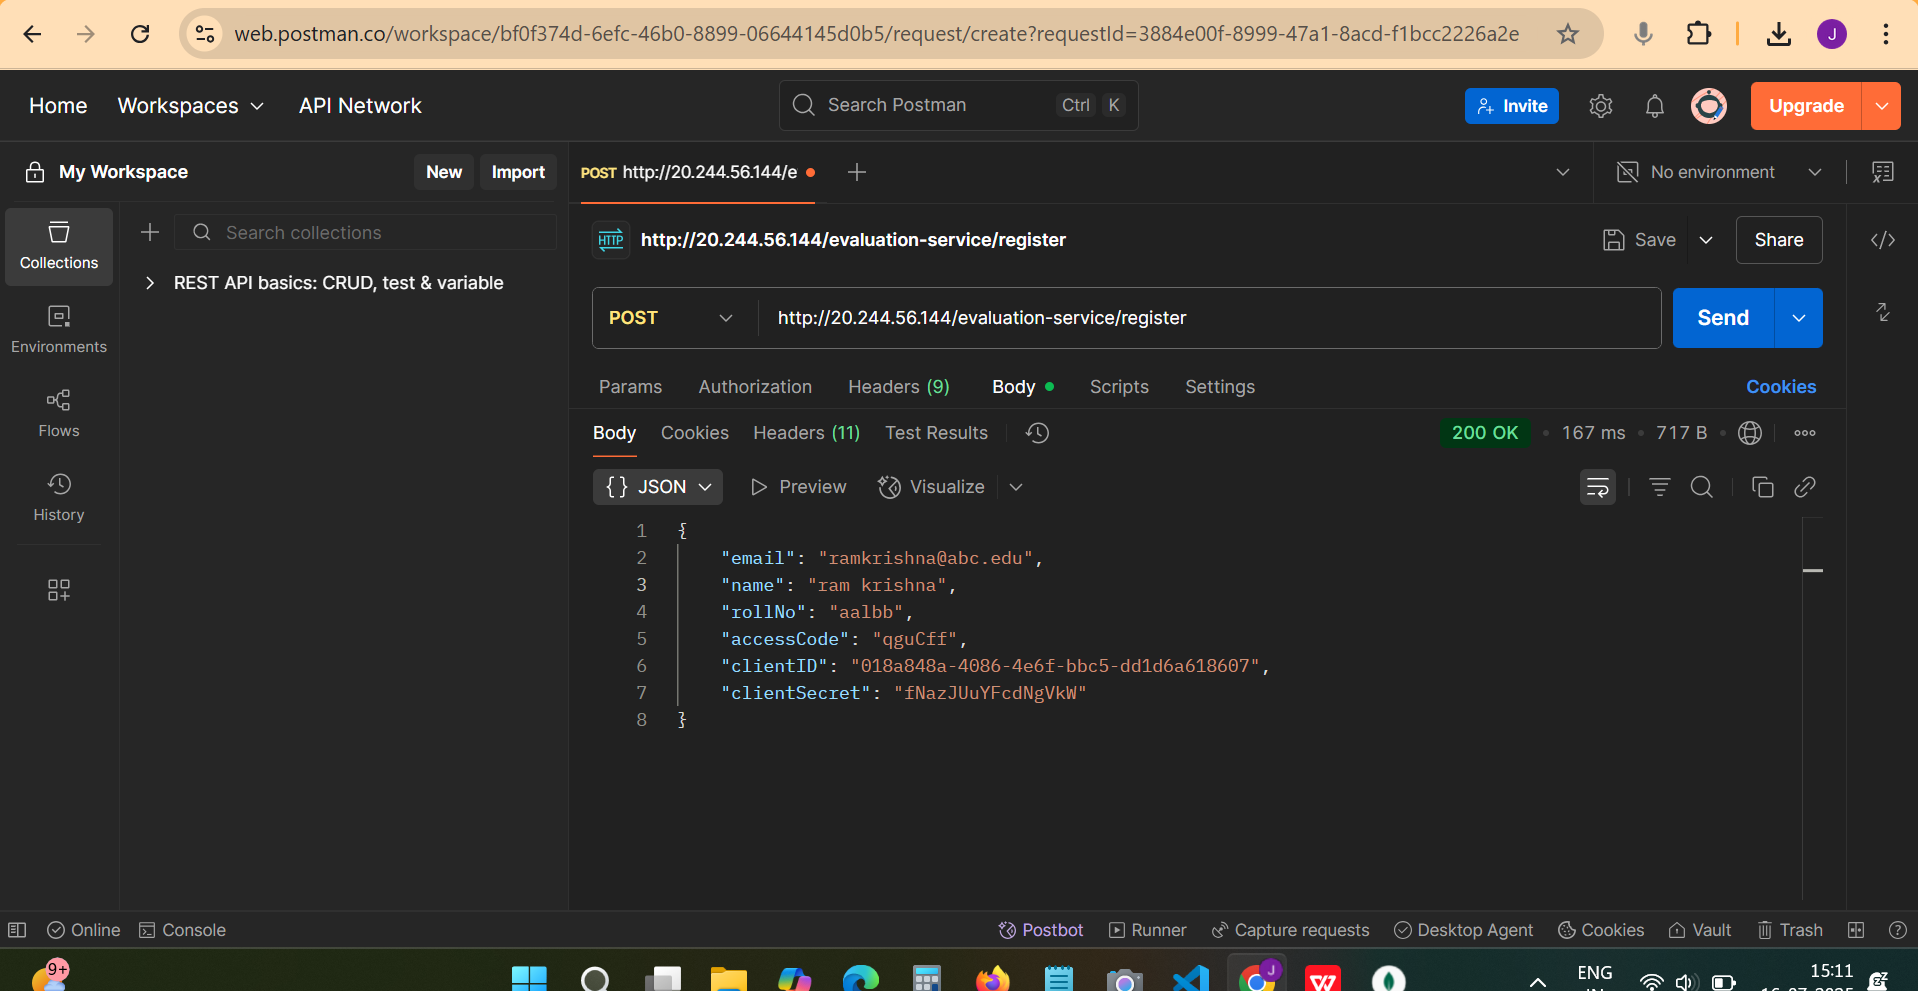 web.postman.co/workspace/bf0f374d-6efc-46b0-8899-06644145d0b5/request/create?requestId=3884e00f-8999-47a1-8acd-f1bcc2226a2e
J
Home Workspaces API Network
Search Postman Ctrl K
Invite
Upgrade
My Workspace
New Import
POST http://20.244.56.144/e
No environment
Collections
Search collections
REST API basics: CRUD, test & variable
Environments
Flows
History
HTTP http://20.244.56.144/evaluation-service/register
Save Share
POST http://20.244.56.144/evaluation-service/register
Send
Params Authorization Headers (9) Body Scripts Settings Cookies
Body Cookies Headers (11) Test Results
200 OK 167 ms 717 B
{} JSON Preview Visualize
1 {
2 "email": "ramkrishna@abc.edu",
3 "name": "ram krishna",
4 "rollNo": "aalbb",
5 "accessCode": "qguCff",
6 "clientID": "018a848a-4086-4e6f-bbc5-dd1d6a618607",
7 "clientSecret": "fNazJUuYFcdNgVkW"
8 }
Online Console
Postbot Runner Capture requests Desktop Agent Cookies Vault Trash
9+
J
ENG
15:11